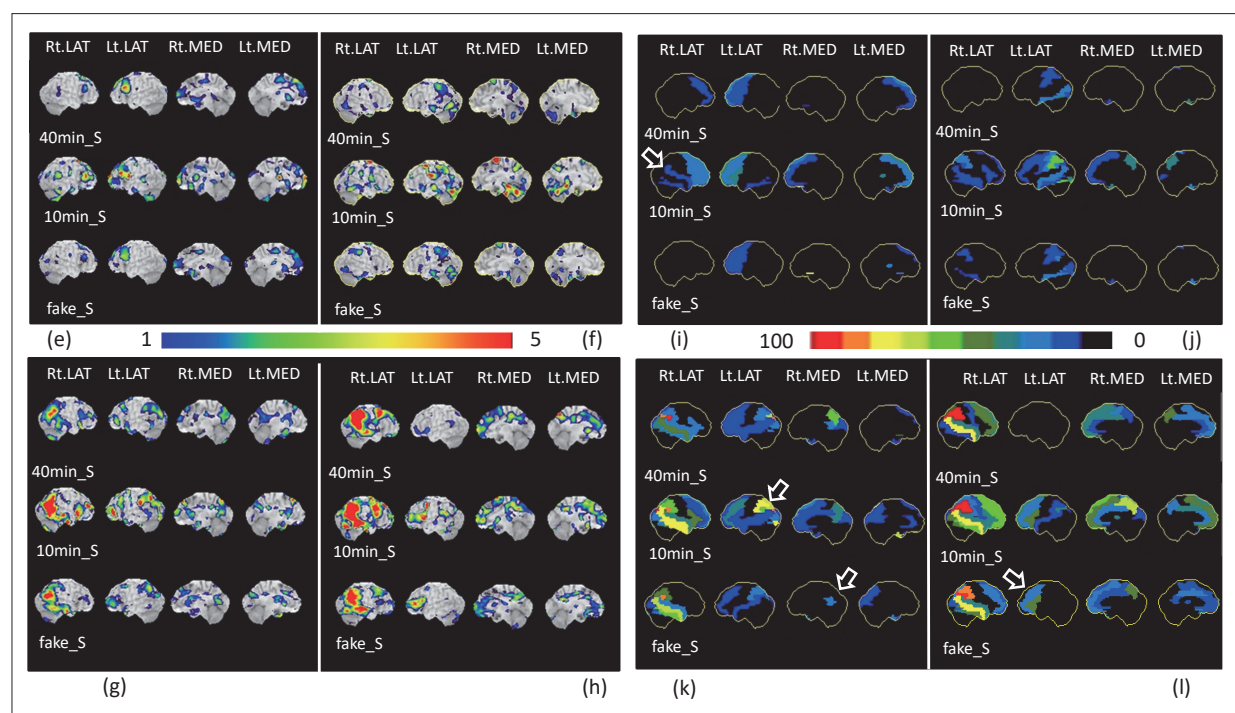 Rt.LAT Lt.LAT Rt.MED Lt.MED
40min_S
10min_S
fake_S
(e)
Rt.LAT Lt.LAT Rt.MED Lt.MED
(f)
1 5
Rt.LAT Lt.LAT Rt.MED Lt.MED
40min_S
10min_S
fake_S
(i)
Rt.LAT Lt.LAT Rt.MED Lt.MED
40min_S
10min_S
fake_S
(j)
100 0
Rt.LAT Lt.LAT Rt.MED Lt.MED
40min_S
10min_S
fake_S
(g)
Rt.LAT Lt.LAT Rt.MED Lt.MED
40min_S
10min_S
fake_S
(h)
Rt.LAT Lt.LAT Rt.MED Lt.MED
40min_S
10min_S
fake_S
(k)
Rt.LAT Lt.LAT Rt.MED Lt.MED
40min_S
10min_S
fake_S
(l)